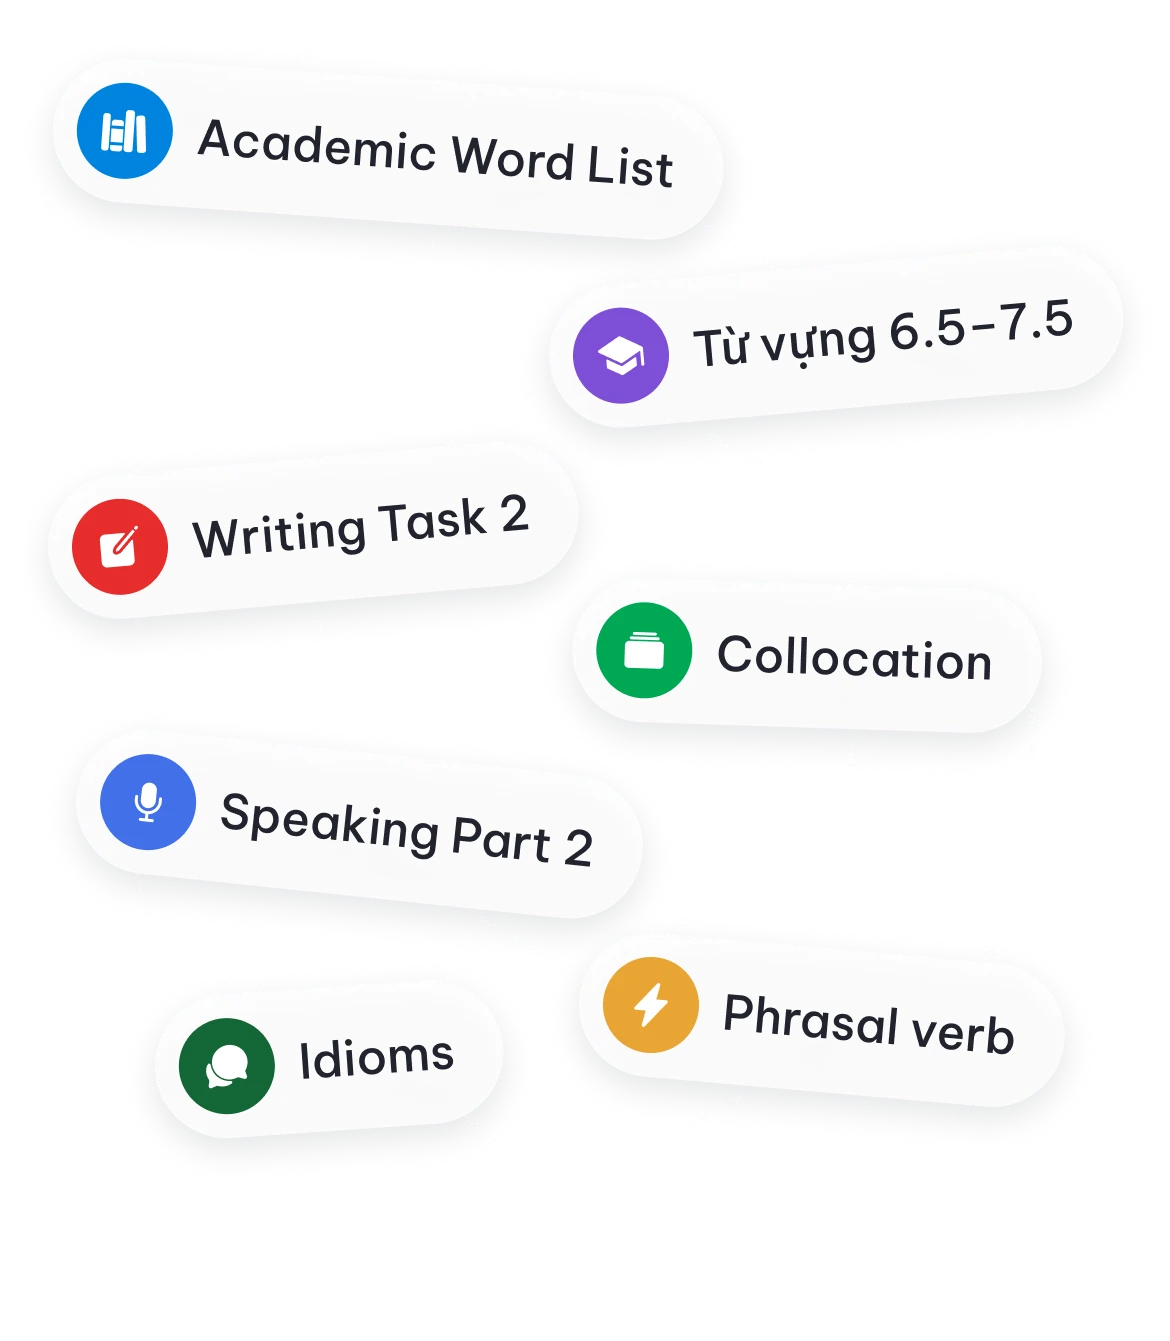 Academic Word List
Từ vựng 6.5–7.5
Writing Task 2
Collocation
Speaking Part 2
Phrasal verb
Idioms